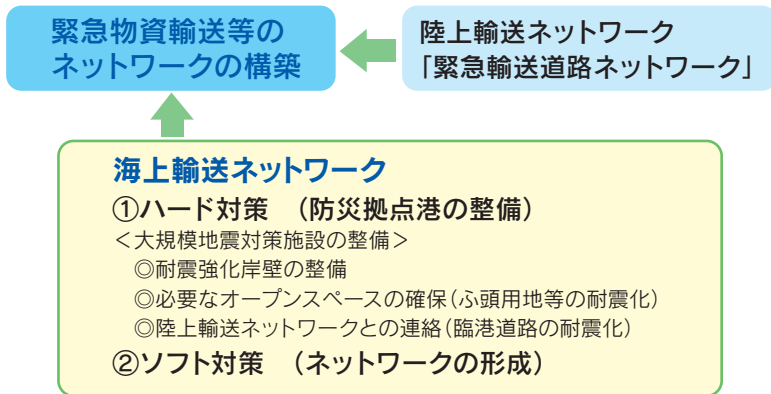 緊急物資輸送等の
ネットワークの構築
陸上輸送ネットワーク
「緊急輸送道路ネットワーク」
海上輸送ネットワーク
①ハード対策　（防災拠点港の整備）
＜大規模地震対策施設の整備＞
◎耐震強化岸壁の整備
◎必要なオープンスペースの確保（ふ頭用地等の耐震化）
◎陸上輸送ネットワークとの連絡（臨港道路の耐震化）
②ソフト対策　（ネットワークの形成）